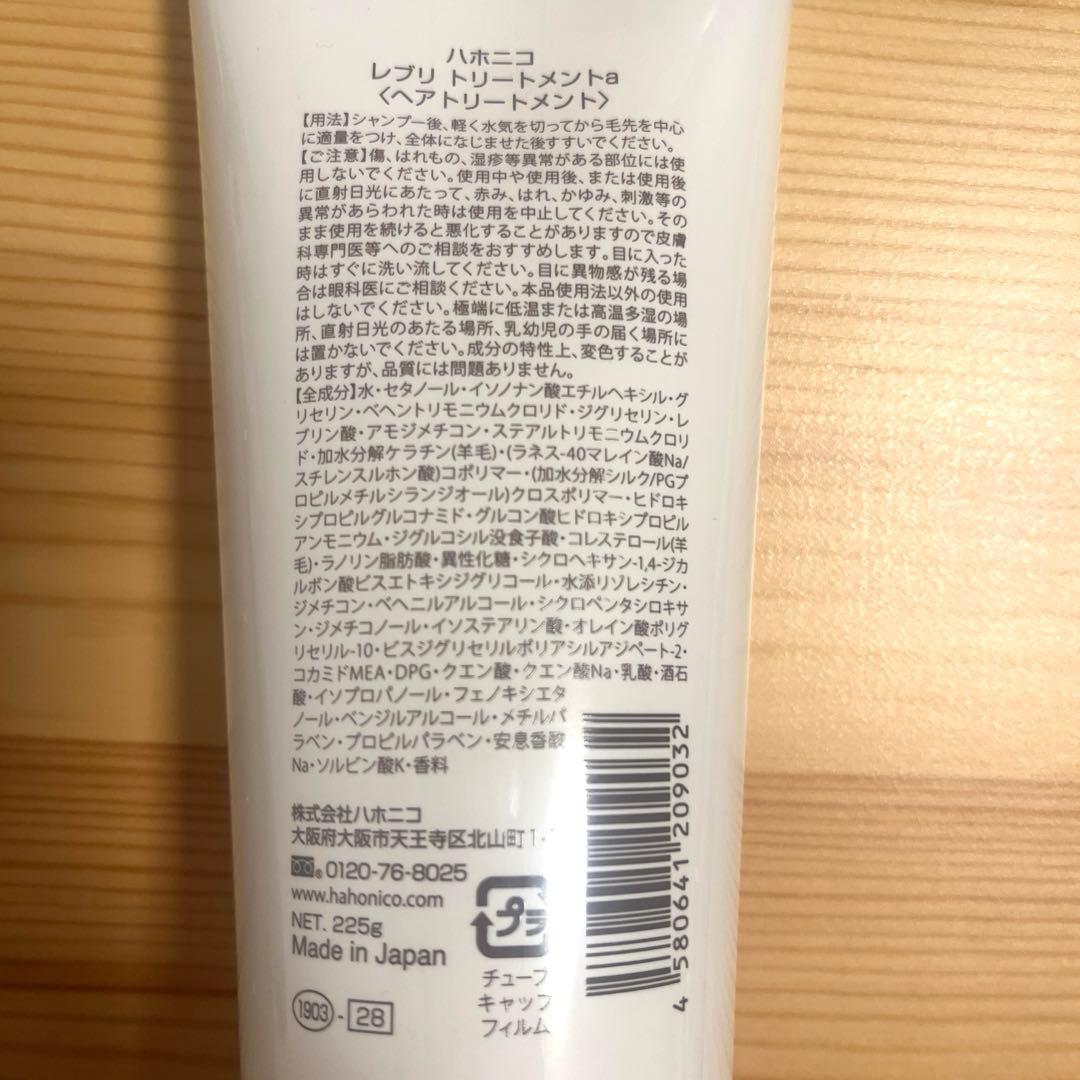 ハホニコ
レブリ トリートメントa
〈ヘアトリートメント〉
【用法】シャンプー後、軽く水気を切ってから毛先を中心
に適量をつけ、全体になじませた後すすいでください。
【ご注意】傷、はれもの、湿疹等異常がある部位には使
用しないでください。使用中や使用後、または使用後
に直射日光にあたって、赤み、はれ、かゆみ、刺激等の
異常があらわれた時は使用を中止してください。その
まま使用を続けると悪化することがありますので皮膚
科専門医等へのご相談をおすすめします。目に入った
時はすぐに洗い流してください。目に異物感が残る場
合は眼科医にご相談ください。本品使用法以外の使用
はしないでください。極端に低温または高温多湿の場
所、直射日光のあたる場所、乳幼児の手の届く場所に
は置かないでください。成分の特性上、変色することが
ありますが、品質には問題ありません。
【全成分】水・セタノール・イソノナン酸エチルヘキシル・グ
リセリン・ベヘントリモニウムクロリド・ジグリセリン・レ
ブリン酸・アモジメチコン・ステアルトリモニウムクロリ
ド・加水分解ケラチン(羊毛)・(ラネス-40マレイン酸Na/
スチレンスルホン酸)コポリマー・(加水分解シルク/PGプ
ロピルメチルシランジオール)クロスポリマー・ヒドロキ
シプロピルグルコナミド・グルコン酸ヒドロキシプロピル
アンモニウム・ジグルコシル没食子酸・コレステロール(羊
毛)・ラノリン脂肪酸・異性化糖・シクロヘキサン-1,4-ジカ
ルボン酸ビスエトキシジグリコール・水添リゾレシチン・
ジメチコン・ベヘニルアルコール・シクロペンタシロキサ
ン・ジメチコノール・イソステアリン酸・オレイン酸ポリグ
リセリル-10・ビスジグリセリルポリアシルアジペート-2・
コカミドMEA・DPG・クエン酸・クエン酸Na・乳酸・酒石
酸・イソプロパノール・フェノキシエタ
ノール・ベンジルアルコール・メチルパ
ラベン・プロピルパラベン・安息香酸
Na・ソルビン酸K・香料
株式会社ハホニコ
大阪府大阪市天王寺区北山町1-
0120-76-8025
www.hahonico.com
NET. 225g
Made in Japan
プラ
チューブ
キャップ
フィルム
1903-28
4 580641 209032